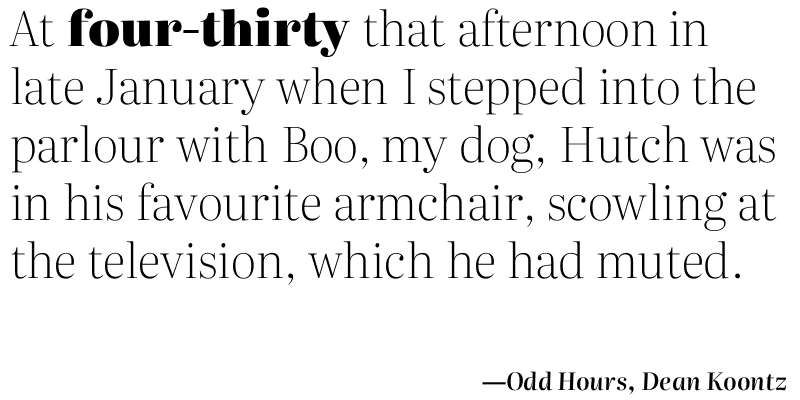 At four-thirty that afternoon in
late January when I stepped into the
parlour with Boo, my dog, Hutch was
in his favourite armchair, scowling at
the television, which he had muted.
—Odd Hours, Dean Koontz